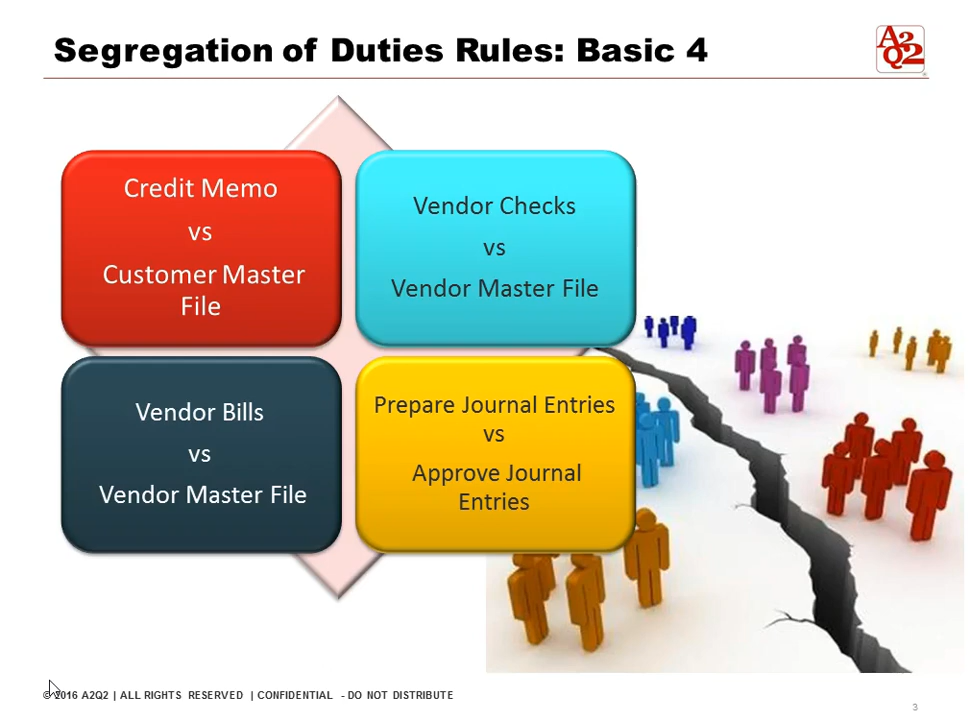 Segregation of Duties Rules: Basic 4
A2Q2
Credit Memo
vs
Customer Master
File
Vendor Checks
vs
Vendor Master File
Vendor Bills
vs
Vendor Master File
Prepare Journal Entries
vs
Approve Journal
Entries
© 2016 A2Q2 | ALL RIGHTS RESERVED | CONFIDENTIAL - DO NOT DISTRIBUTE
3